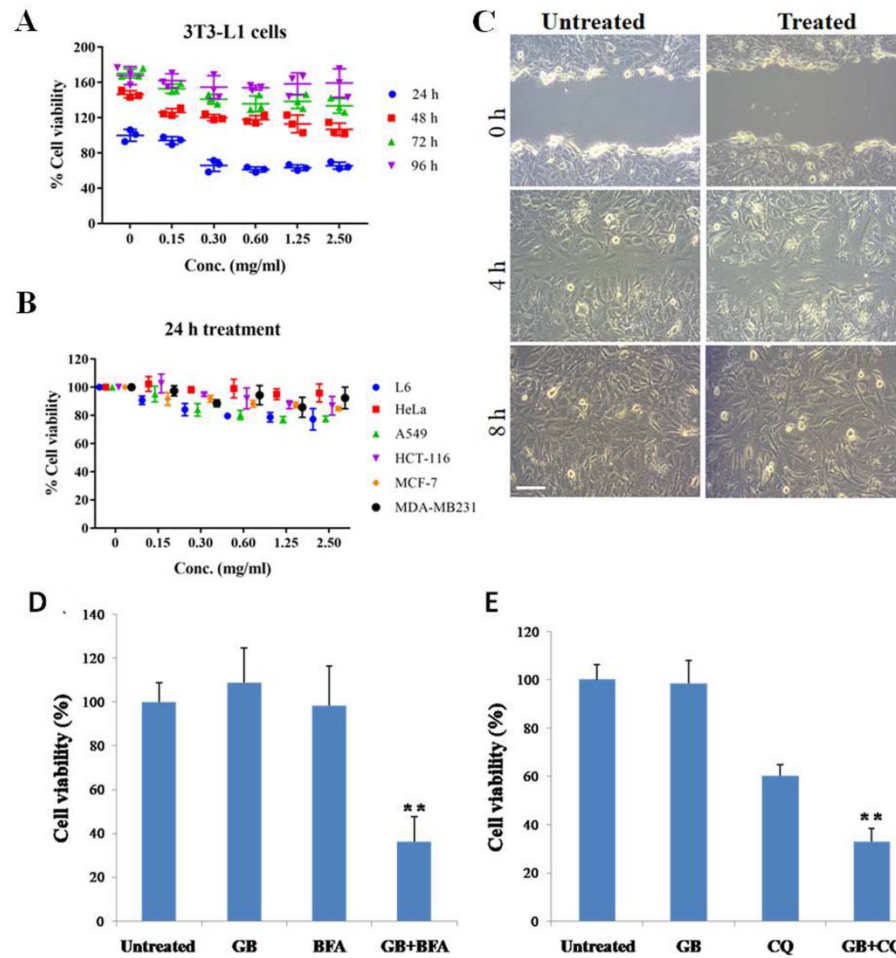 A
3T3-L1 cells
% Cell viability
200
160
120
80
40
0
0 0.15 0.30 0.60 1.25 2.50
Conc. (mg/ml)
24 h
48 h
72 h
96 h
B
24 h treatment
% Cell viability
120
100
80
60
40
20
0
0 0.15 0.30 0.60 1.25 2.50
Conc. (mg/ml)
L6
HeLa
A549
HCT-116
MCF-7
MDA-MB231
C
Untreated Treated
0 h
4 h
8 h
D
Cell viability (%)
140
120
100
80
60
40
20
0
**
Untreated GB BFA GB+BFA
E
Cell viability (%)
120
100
80
60
40
20
0
**
Untreated GB CQ GB+CQ